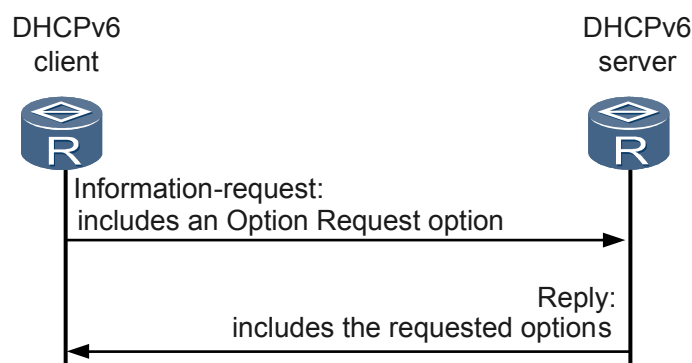 DHCPv6
client
DHCPv6
server
R
R
Information-request:
includes an Option Request option
Reply:
includes the requested options